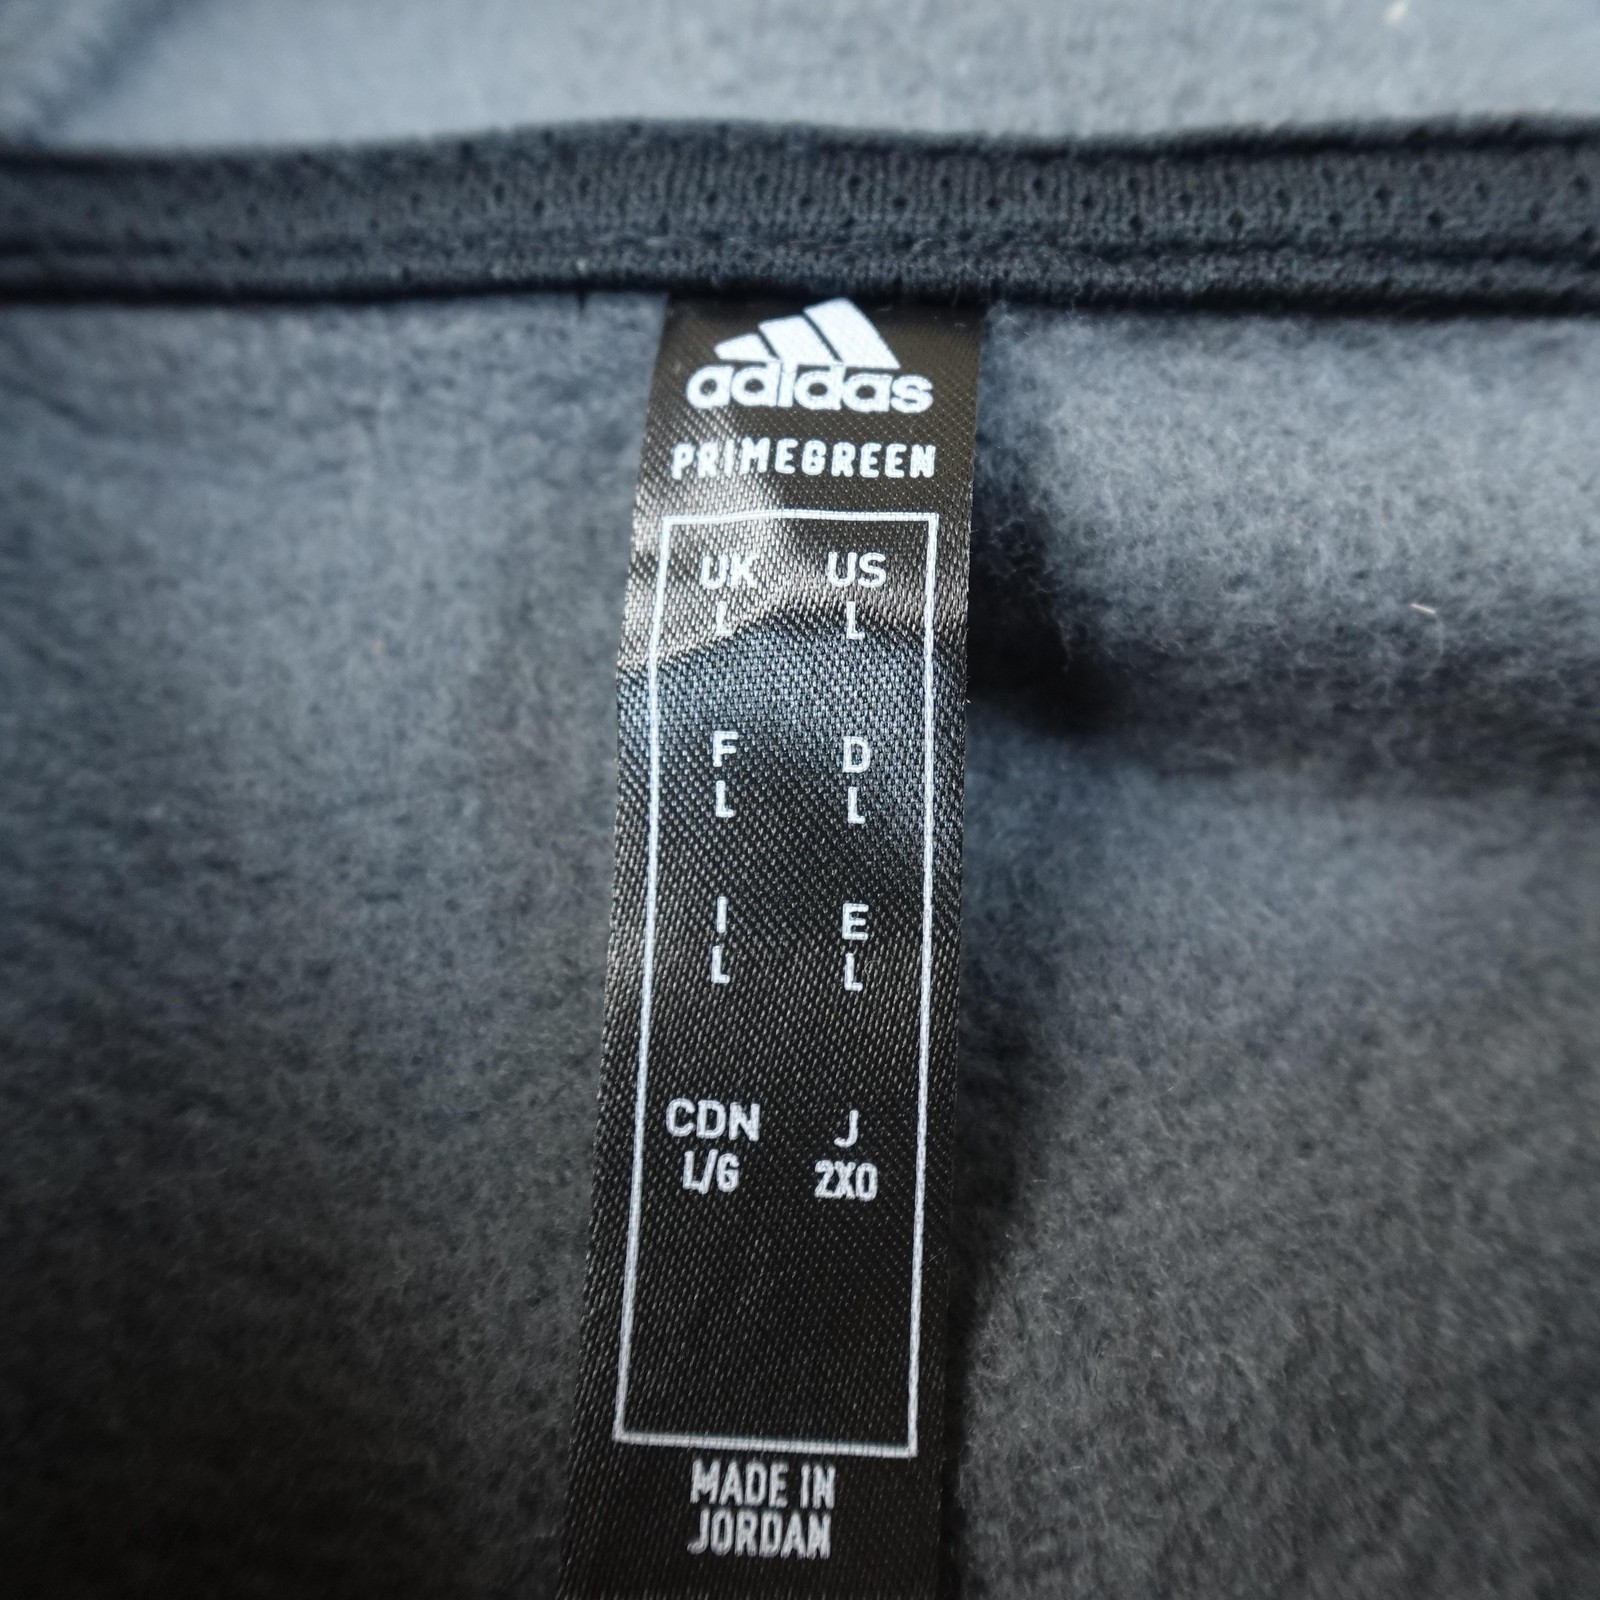 adidas
PRIMEGREEN
UK US
L L
F D
L L
I E
L L
CDN J
L/G 2XO
MADE IN
JORDAN